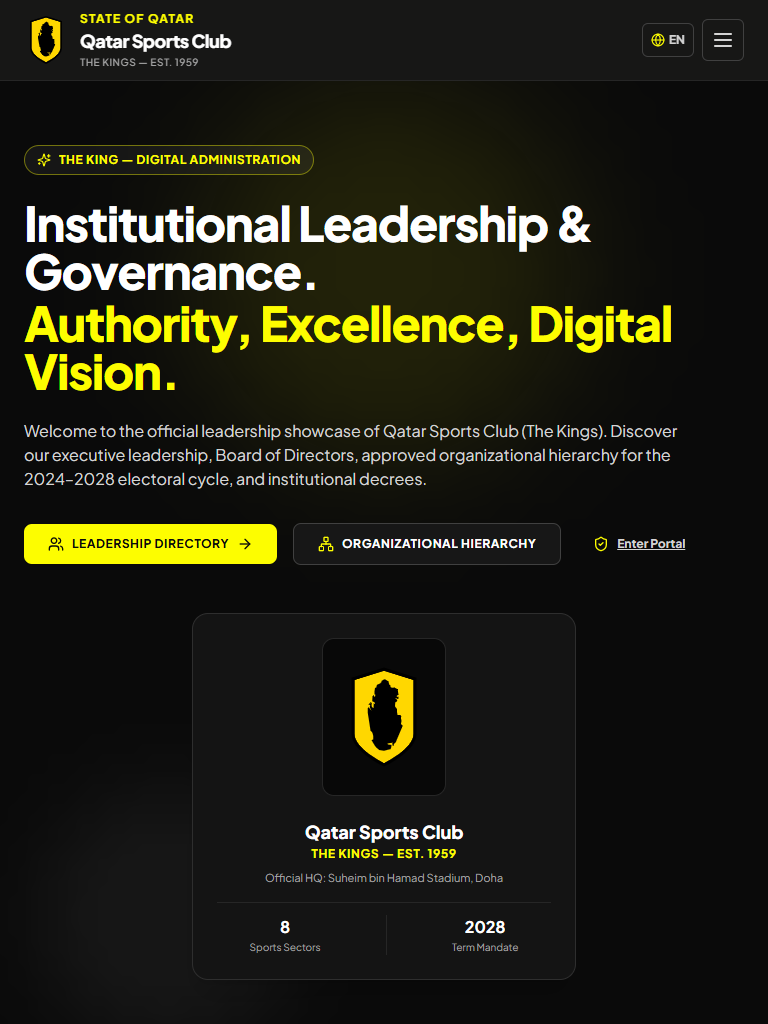 STATE OF QATAR
Qatar Sports Club
THE KINGS — EST. 1959
EN
THE KING — DIGITAL ADMINISTRATION
Institutional Leadership &
Governance.
Authority, Excellence, Digital
Vision.
Welcome to the official leadership showcase of Qatar Sports Club (The Kings). Discover
our executive leadership, Board of Directors, approved organizational hierarchy for the
2024–2028 electoral cycle, and institutional decrees.
LEADERSHIP DIRECTORY
ORGANIZATIONAL HIERARCHY
Enter Portal
Qatar Sports Club
THE KINGS — EST. 1959
Official HQ: Suheim bin Hamad Stadium, Doha
8
Sports Sectors
2028
Term Mandate